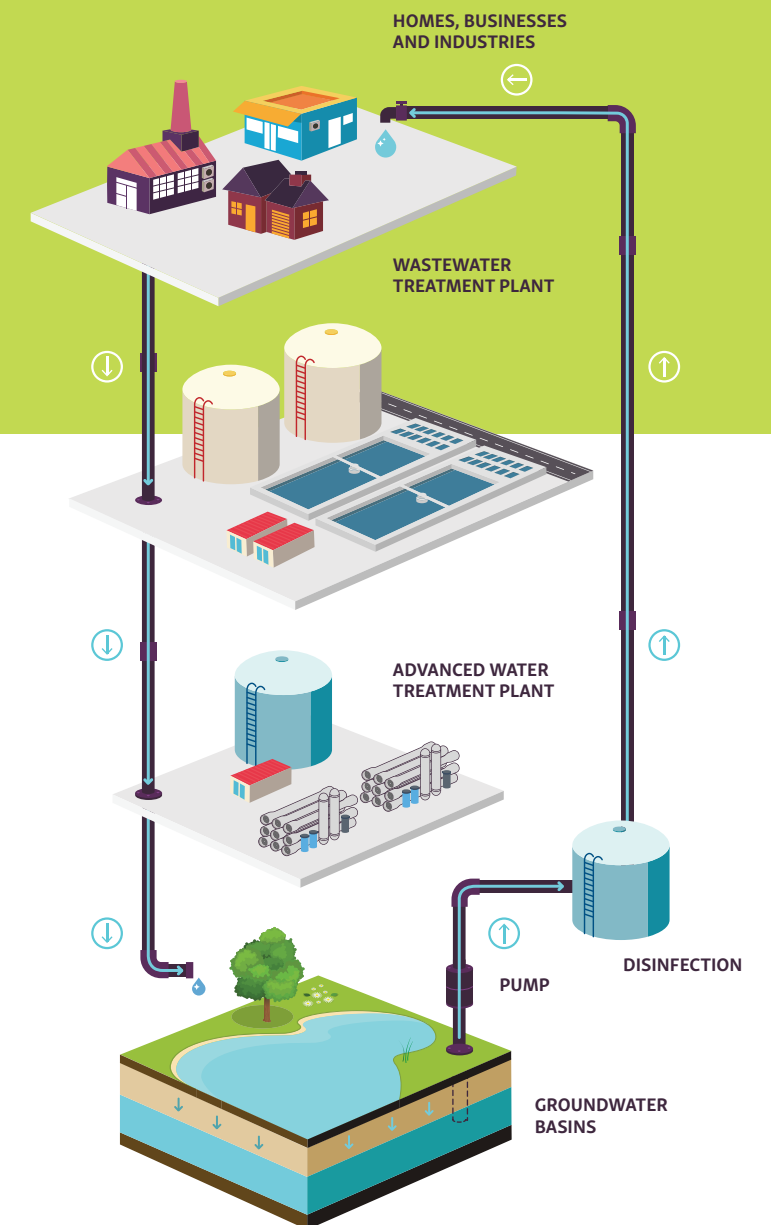 HOMES, BUSINESSES
AND INDUSTRIES
WASTEWATER
TREATMENT PLANT
ADVANCED WATER
TREATMENT PLANT
DISINFECTION
PUMP
GROUNDWATER
BASINS